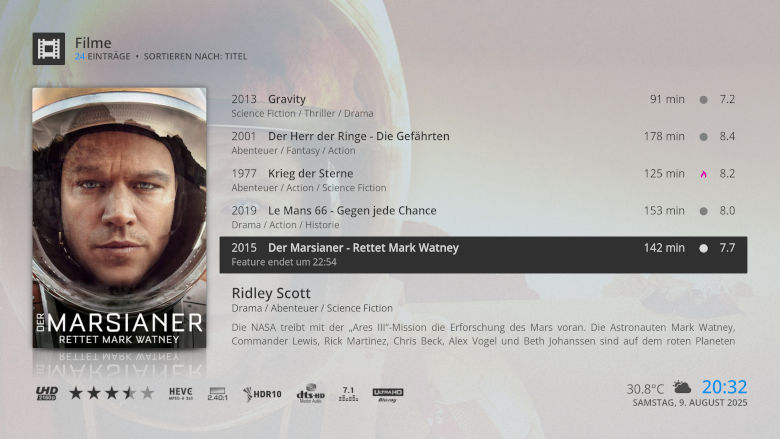 Filme
24 EINTRÄGE • SORTIEREN NACH: TITEL
2013 Gravity 91 min 7.2
Science Fiction / Thriller / Drama
2001 Der Herr der Ringe - Die Gefährten 178 min 8.4
Abenteuer / Fantasy / Action
1977 Krieg der Sterne 125 min 8.2
Abenteuer / Action / Science Fiction
2019 Le Mans 66 - Gegen jede Chance 153 min 8.0
Drama / Action / Historie
2015 Der Marsianer - Rettet Mark Watney 142 min 7.7
Feature endet um 22:54
DER MARSIANER
RETTET MARK WATNEY
Ridley Scott
Drama / Abenteuer / Science Fiction
Die NASA treibt mit der „Ares III“-Mission die Erforschung des Mars voran. Die Astronauten Mark Watney,
Commander Lewis, Rick Martinez, Chris Beck, Alex Vogel und Beth Johanssen sind auf dem roten Planeten
UHD 2160p HEVC MPEG-H 265 2.40:1 HDR10 dts-HD Master Audio 7.1 ULTRA HD Blu-ray
30.8°C 20:32
SAMSTAG, 9. AUGUST 2025